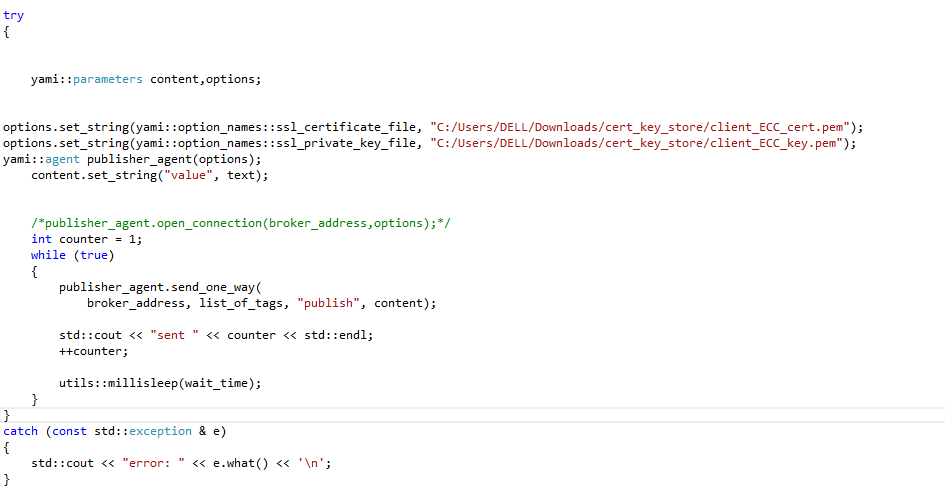 try
{
yami::parameters content,options;
options.set_string(yami::option_names::ssl_certificate_file, "C:/Users/DELL/Downloads/cert_key_store/client_ECC_cert.pem");
options.set_string(yami::option_names::ssl_private_key_file, "C:/Users/DELL/Downloads/cert_key_store/client_ECC_key.pem");
yami::agent publisher_agent(options);
content.set_string("value", text);
/*publisher_agent.open_connection(broker_address,options);*/
int counter = 1;
while (true)
{
publisher_agent.send_one_way(
broker_address, list_of_tags, "publish", content);
std::cout << "sent " << counter << std::endl;
++counter;
utils::millisleep(wait_time);
}
}
catch (const std::exception & e)
{
std::cout << "error: " << e.what() << '\n';
}